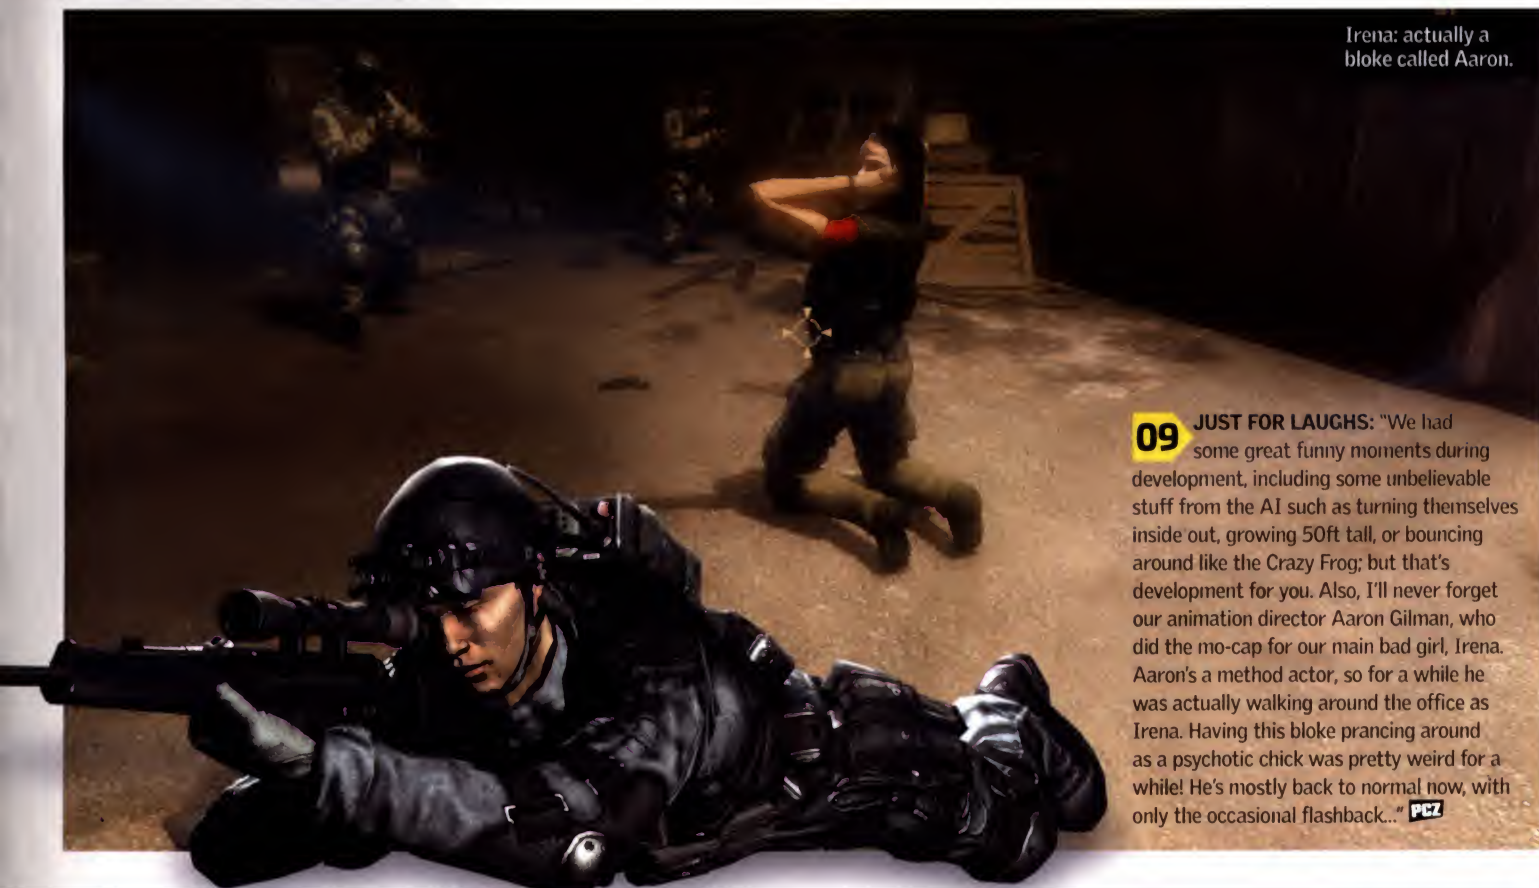 Irena: actually a
bloke called Aaron.
09 JUST FOR LAUGHS: "We had
some great funny moments during
development, including some unbelievable
stuff from the AI such as turning themselves
inside out, growing 50ft tall, or bouncing
around like the Crazy Frog; but that's
development for you. Also, I'll never forget
our animation director Aaron Gilman, who
did the mo-cap for our main bad girl, Irena.
Aaron's a method actor, so for a while he
was actually walking around the office as
Irena. Having this bloke prancing around
as a psychotic chick was pretty weird for a
while! He's mostly back to normal now, with
only the occasional flashback..." PCZ